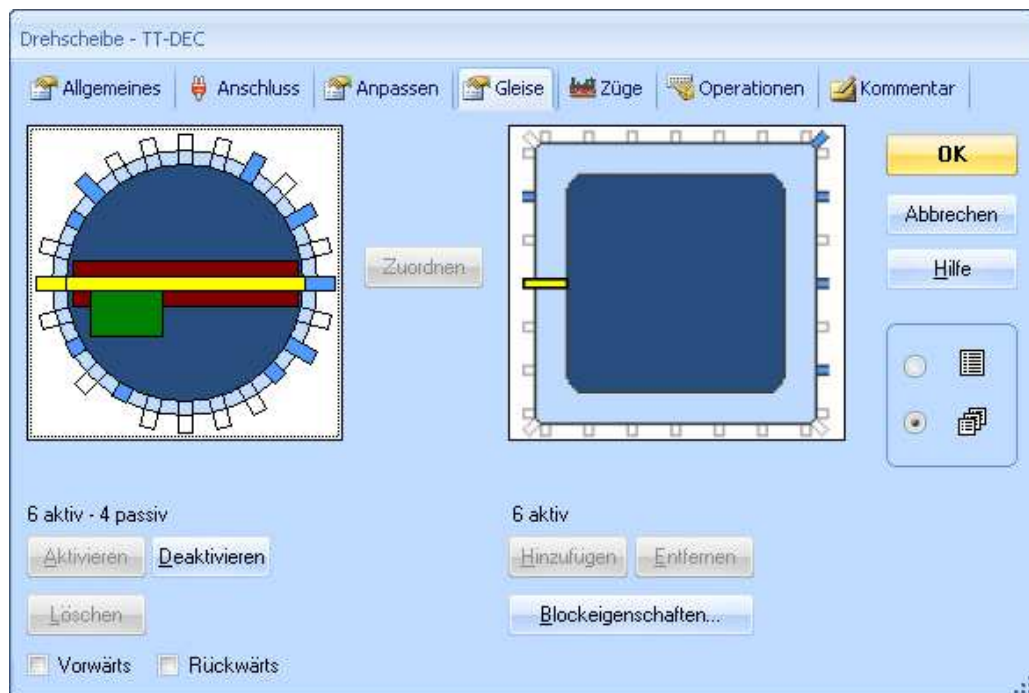 Drehscheibe - TT-DEC
Allgemeines Anschluss Anpassen Gleise Züge Operationen Kommentar
OK
Zuordnen
Abbrechen
Hilfe
6 aktiv - 4 passiv
6 aktiv
Aktivieren Deaktivieren
Hinzufügen Entfernen
Löschen
Blockeigenschaften...
Vorwärts Rückwärts